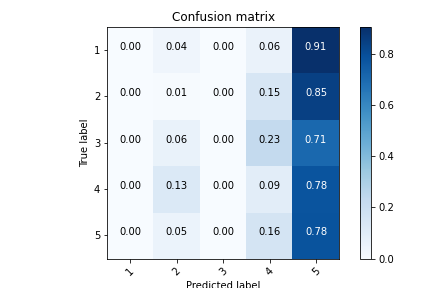 Confusion matrix
1 0.00 0.04 0.00 0.06 0.91
2 0.00 0.01 0.00 0.15 0.85
3 0.00 0.06 0.00 0.23 0.71
4 0.00 0.13 0.00 0.09 0.78
5 0.00 0.05 0.00 0.16 0.78
True label
1 2 3 4 5
Predicted label
0.8
0.6
0.4
0.2
0.0